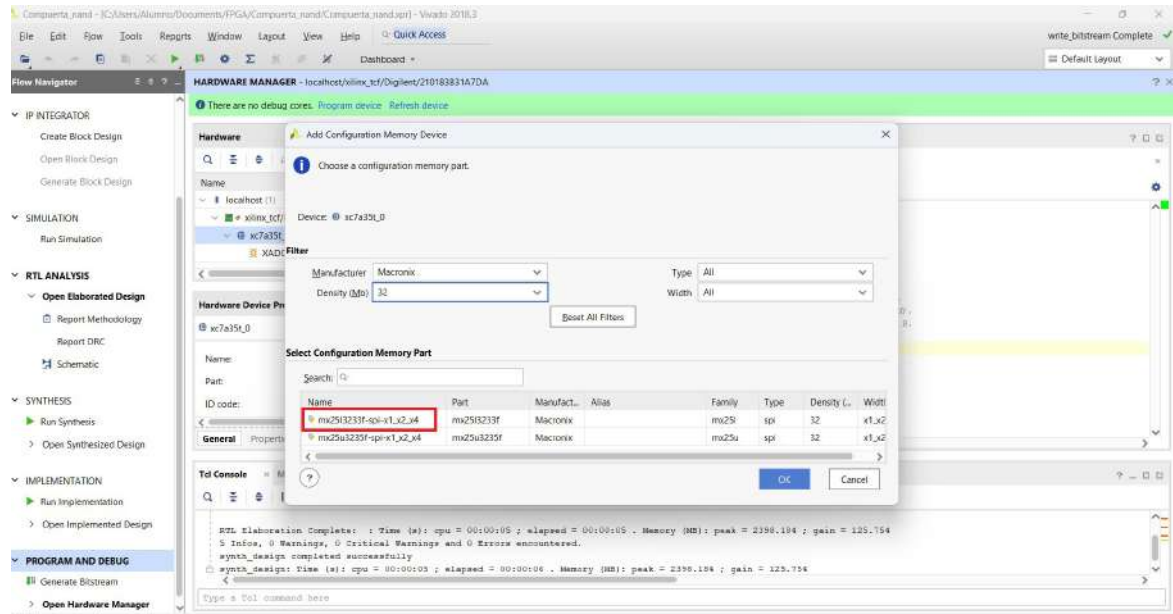 Compuerta_nand - [C:/Users/Alumno/Documents/FPGA/Compuerta_nand/Compuerta_nand.xpr] - Vivado 2018.3
File Edit Flow Tools Reports Window Layout View Help Quick Access
write_bitstream Complete
Dashboard
Default Layout
Flow Navigator
HARDWARE MANAGER - localhost/xilinx_tcf/Digilent/210183831A7DA
There are no debug cores. Program device Refresh device
IP INTEGRATOR
Create Block Design
Open Block Design
Generate Block Design
SIMULATION
Run Simulation
RTL ANALYSIS
Open Elaborated Design
Report Methodology
Report DRC
Schematic
SYNTHESIS
Run Synthesis
Open Synthesized Design
IMPLEMENTATION
Run Implementation
Open Implemented Design
PROGRAM AND DEBUG
Generate Bitstream
Open Hardware Manager
Hardware
Name
localhost (1)
xilinx_tcf/
xc7a35t_
XADC
Hardware Device Pr
xc7a35t_0
Name:
Part:
ID code:
General Properti
Add Configuration Memory Device
Choose a configuration memory part.
Device: xc7a35t_0
Filter
Manufacturer Macronix Type All
Density (Mb) 32 Width All
Reset All Filters
Select Configuration Memory Part
Search:
Name Part Manufact... Alias Family Type Density (... Widtl
mx25l3233f-spi-x1_x2_x4 mx25l3233f Macronix mx25l spi 32 x1_x2
mx25u3235f-spi-x1_x2_x4 mx25u3235f Macronix mx25u spi 32 x1_x2
? OK Cancel
Tcl Console
RTL Elaboration Complete: : Time (s): cpu = 00:00:05 ; elapsed = 00:00:05 . Memory (MB): peak = 2398.184 ; gain = 125.754
5 Infos, 0 Warnings, 0 Critical Warnings and 0 Errors encountered.
synth_design completed successfully
synth_design: Time (s): cpu = 00:00:05 ; elapsed = 00:00:06 . Memory (MB): peak = 2398.184 ; gain = 125.754
Type a Tcl command here